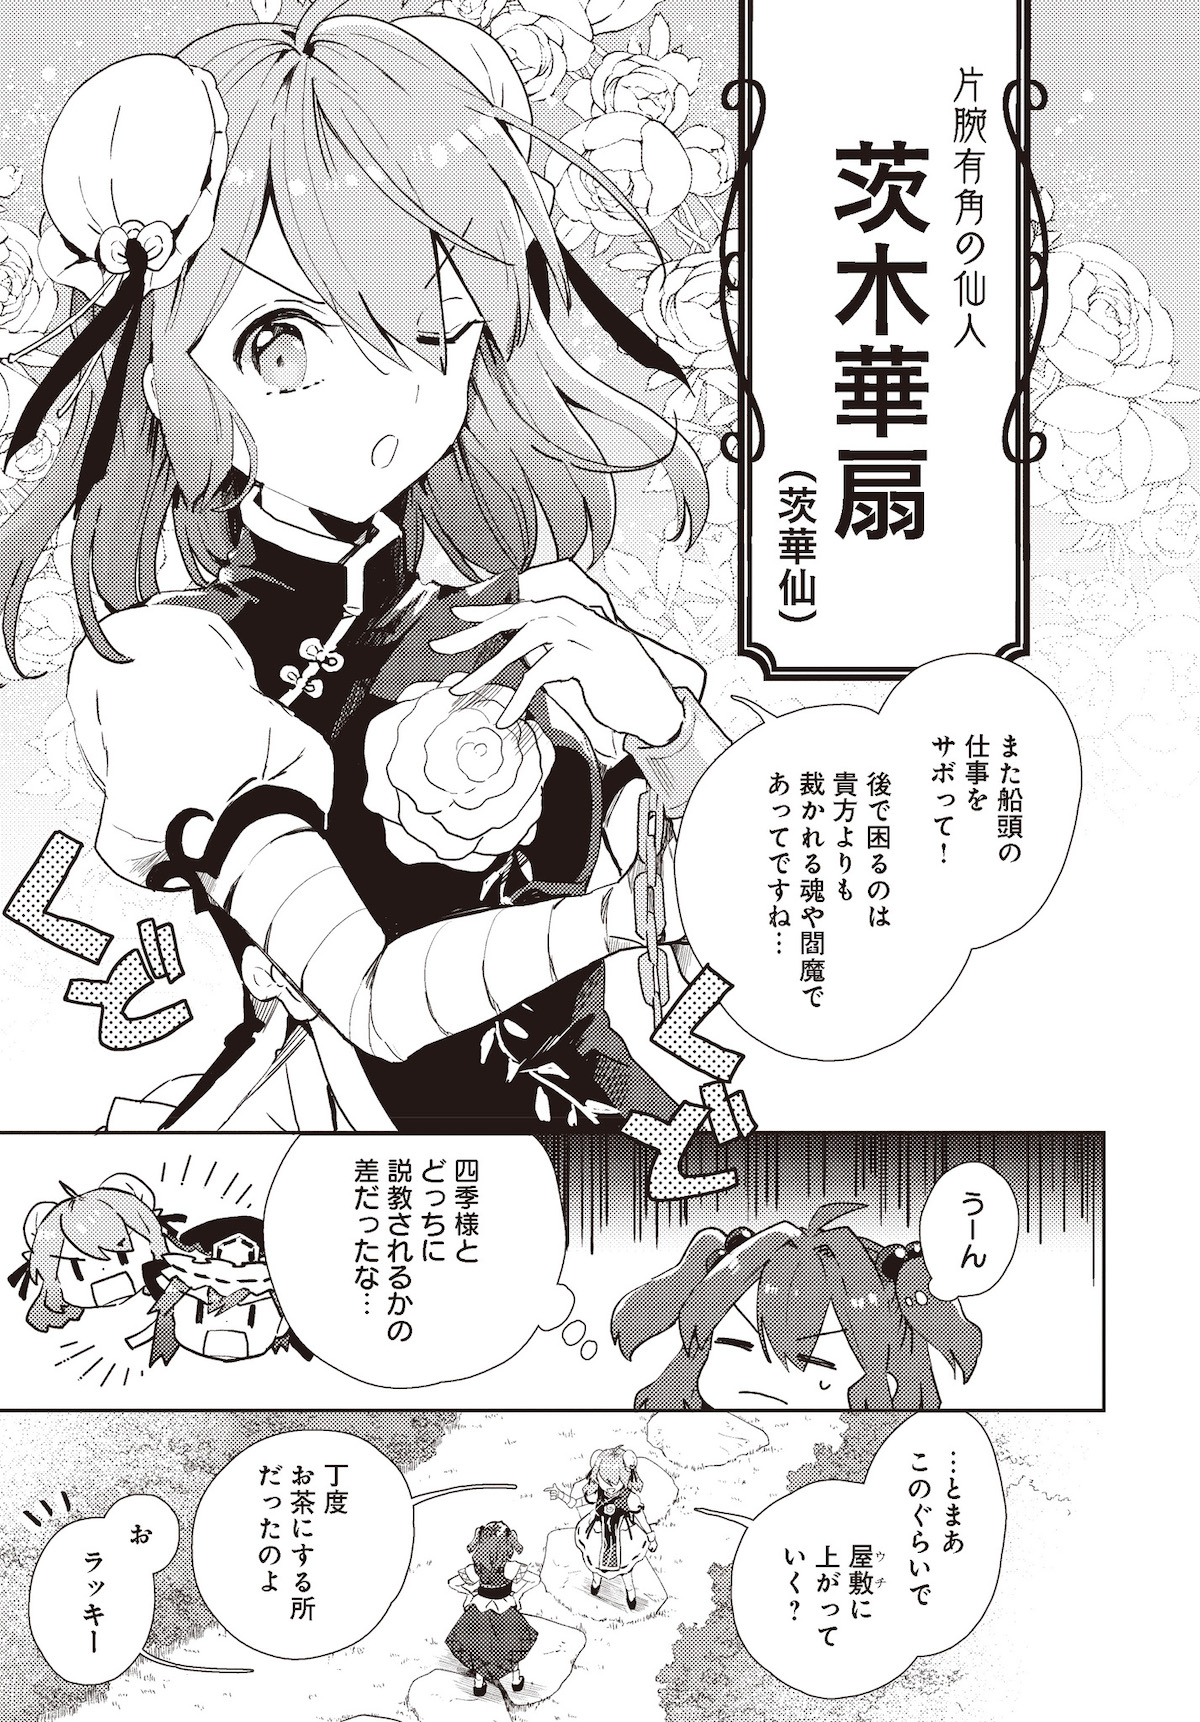 片腕有角の仙人
茨木華扇
（茨華仙）
また船頭の
仕事を
サボって！
後で困るのは
貴方よりも
裁かれる魂や閻魔で
あってですね…
くど
くど
うーん
四季様と
どっちに
説教されるかの
差だったな…
…とまあ
このぐらいで
屋敷に
ウチ
上がって
いく？
丁度
お茶にする所
だったのよ
お
ラッキー